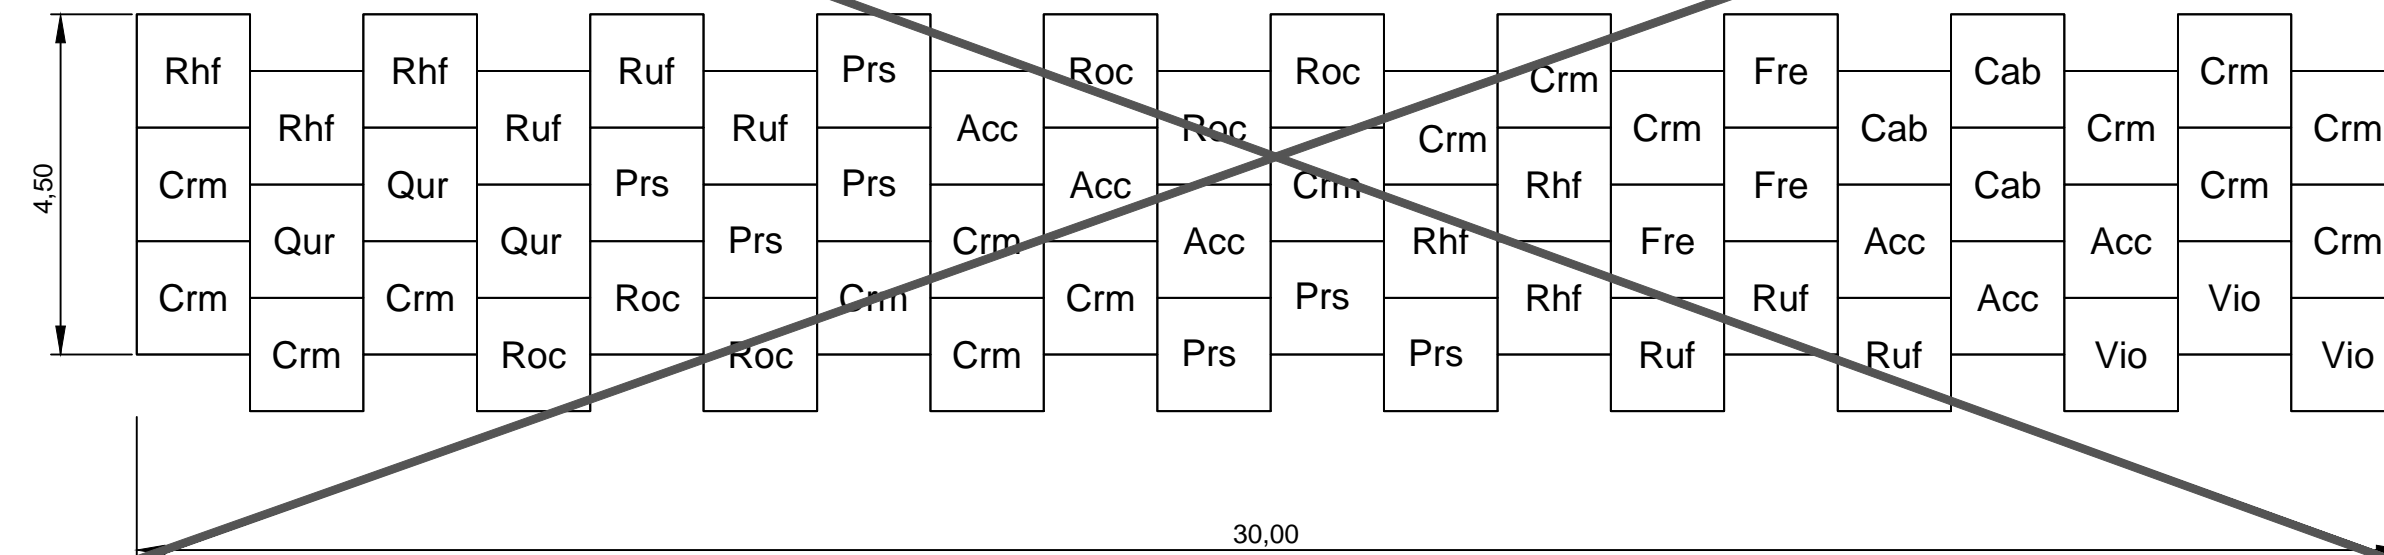 Rhf Rhf Ruf Prs Roc Roc Crm Fre Cab Crm
Rhf Ruf Ruf Acc Roc Crm Crm Cab Crm Crm
Crm Qur Prs Prs Acc Crm Rhf Fre Cab Crm
Qur Qur Prs Crm Acc Rhf Fre Acc Acc Crm
Crm Crm Roc Crm Crm Prs Rhf Ruf Acc Vio
Crm Roc Roc Crm Prs Prs Ruf Ruf Vio Vio
4,50
30,00